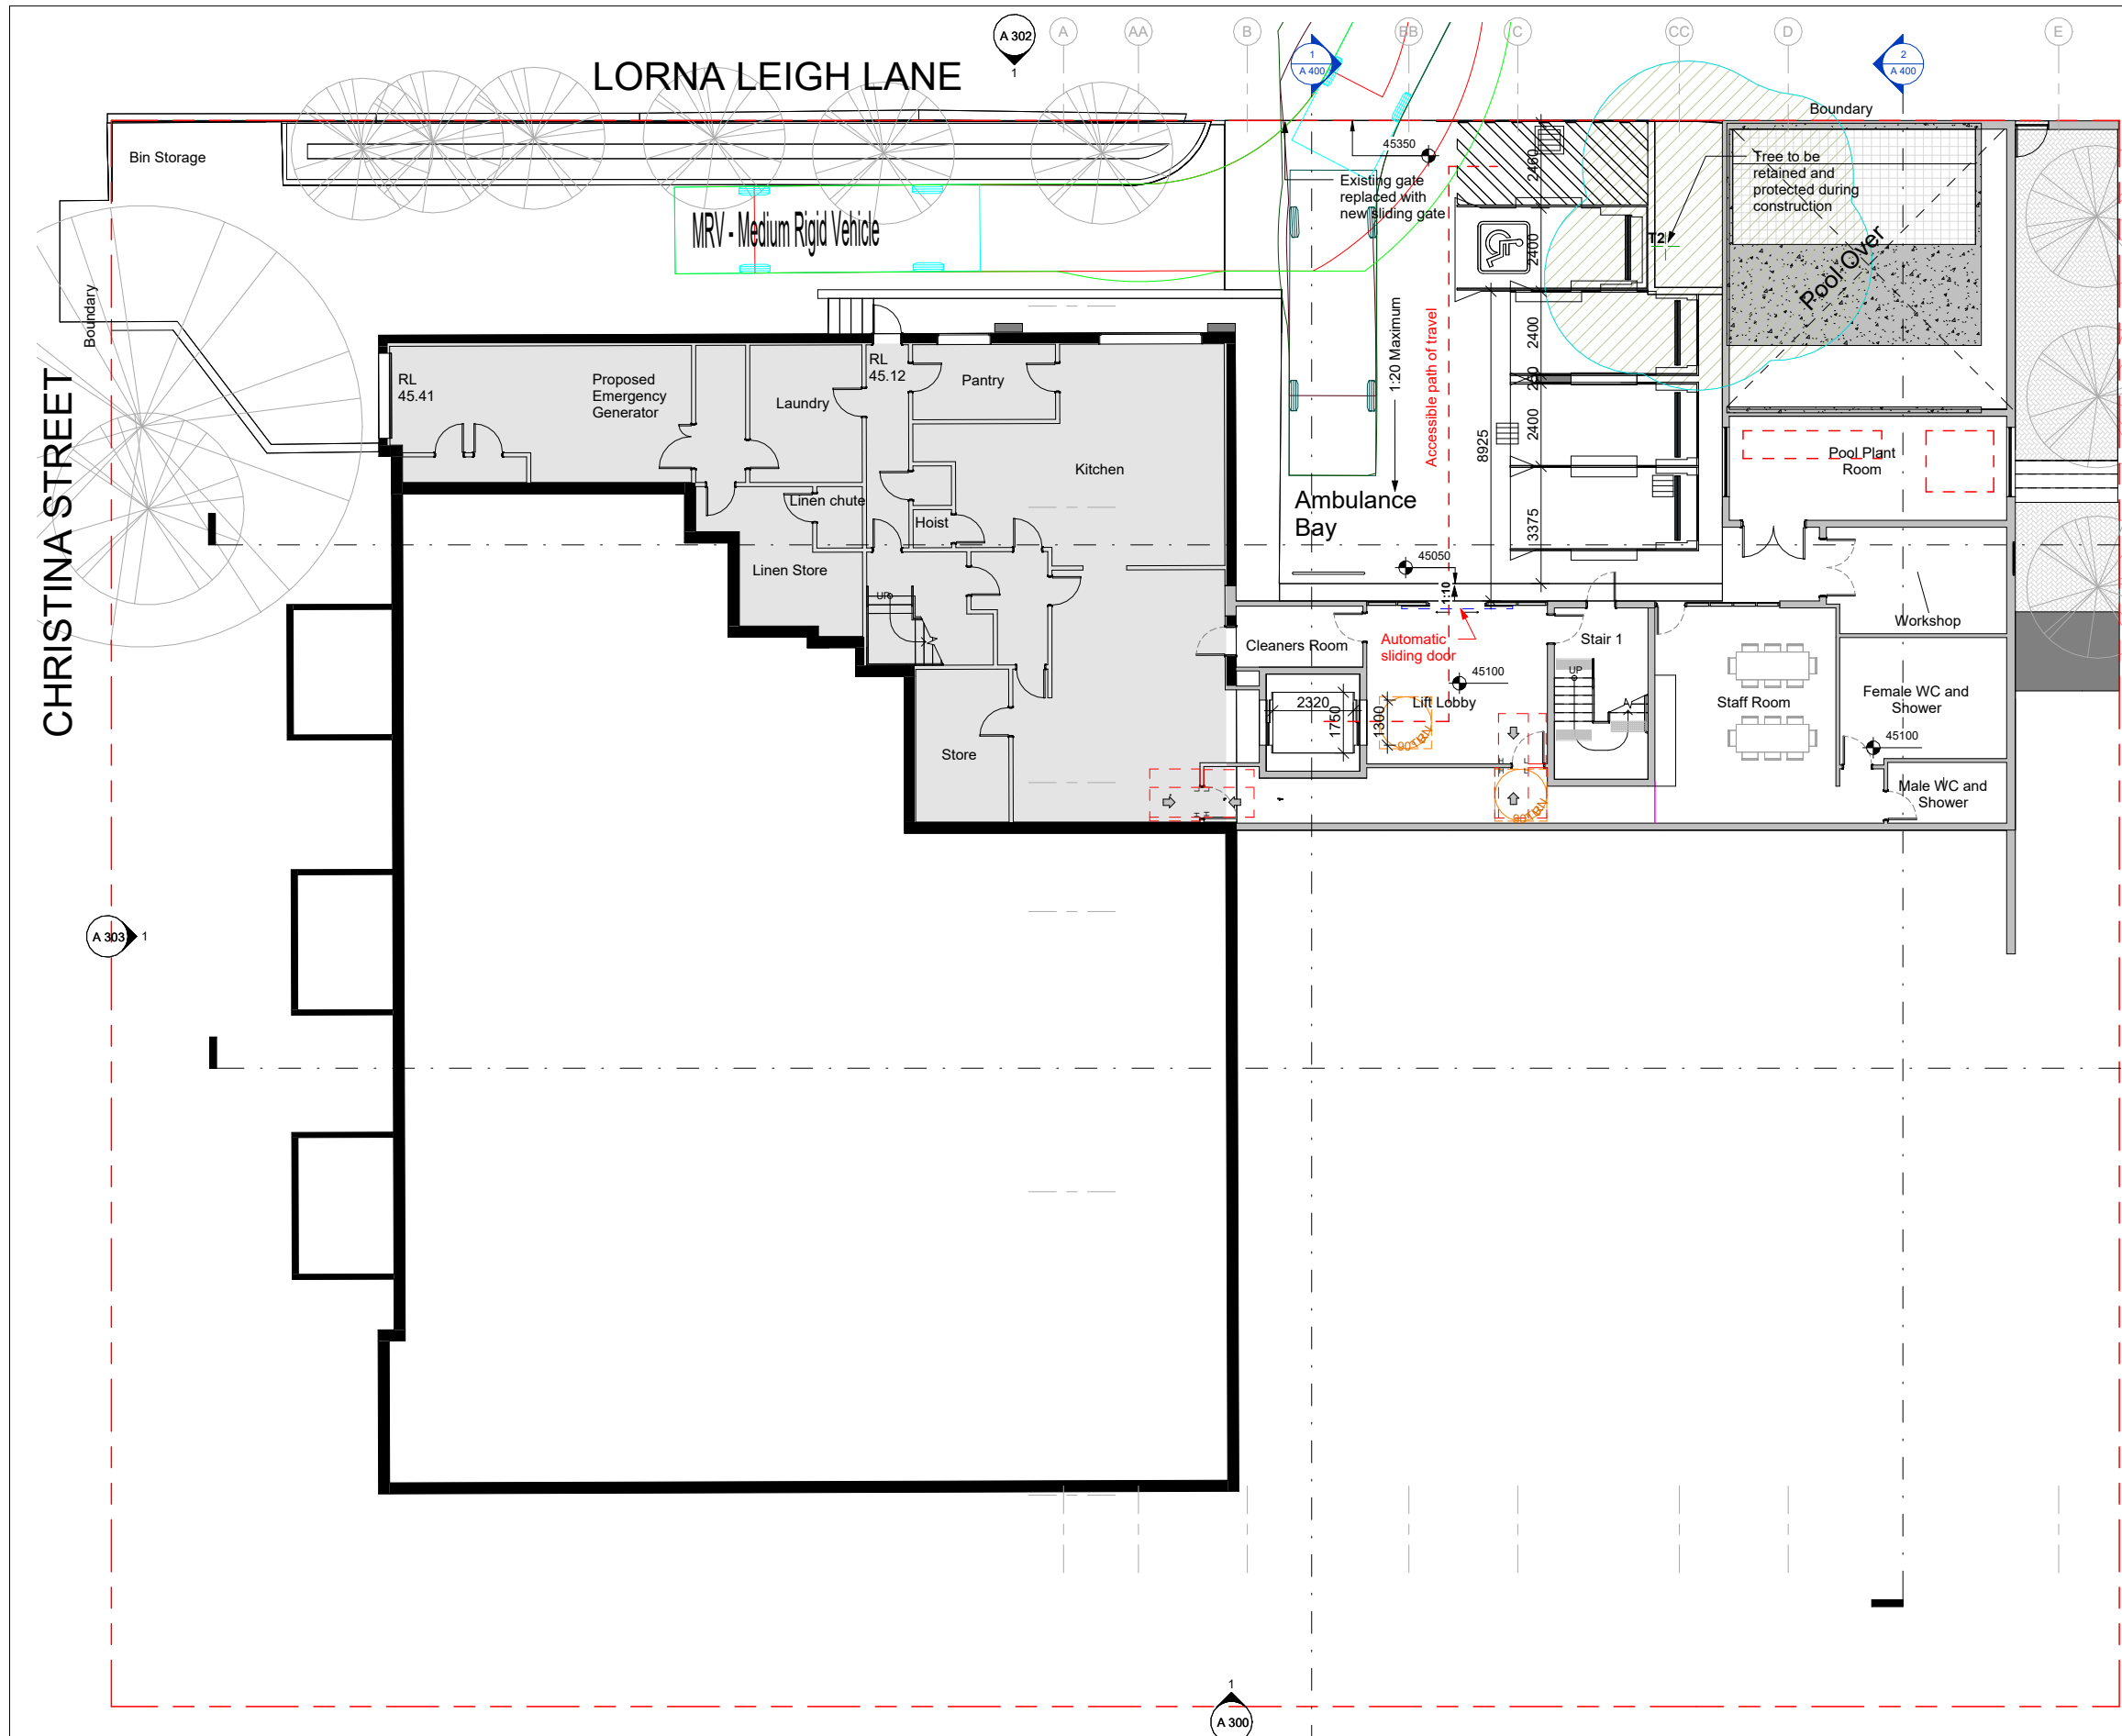 A 302
1
A
AA
B
1
A 400
BB
C
CC
D
2
A 400
E
LORNA LEIGH LANE
Boundary
Bin Storage
45350
2460
Tree to be
retained and
protected during
construction
Existing gate
replaced with
new sliding gate
MRV - Medium Rigid Vehicle
2400
T2
Pool Over
Boundary
CHRISTINA STREET
RL
45.41
Proposed
Emergency
Generator
Laundry
RL
45.12
Pantry
Kitchen
1:20 Maximum
Accessible path of travel
2400
2400
8925
3375
Pool Plant
Room
Linen chute
Hoist
Ambulance
Bay
Linen Store
45050
1:10
UP
Cleaners Room
Automatic
sliding door
Stair 1
Workshop
45100
UP
2320
1750
1300
Lift Lobby
Staff Room
Female WC and
Shower
45100
Store
Male WC and
Shower
A 303
1
1
A 300